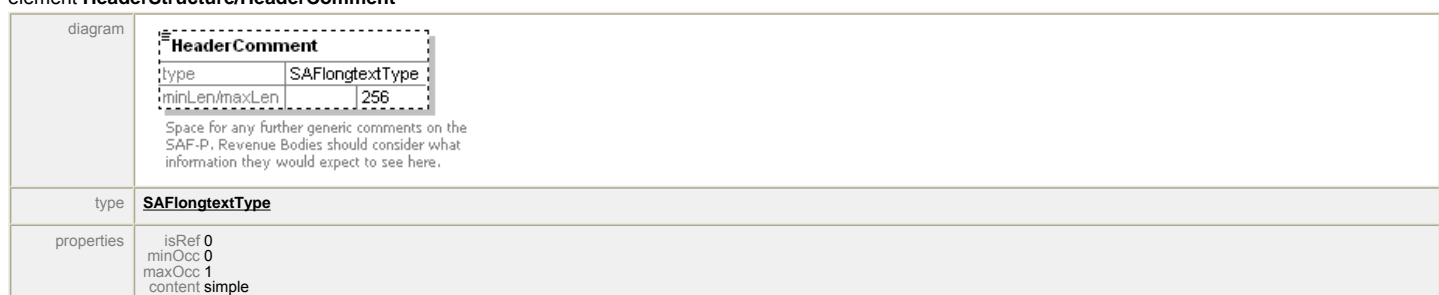 element HeaderStructure/HeaderComment
diagram
HeaderComment
type SAFlongtextType
minLen/maxLen 256
Space for any further generic comments on the
SAF-P. Revenue Bodies should consider what
information they would expect to see here.
type SAFlongtextType
properties isRef 0
minOcc 0
maxOcc 1
content simple